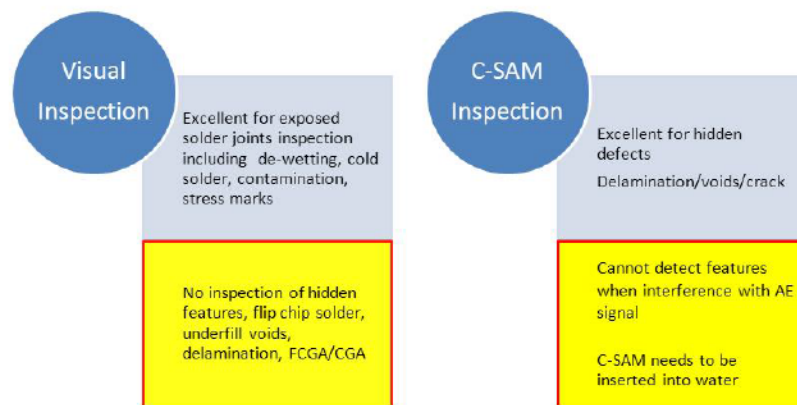 Visual
Inspection
Excellent for exposed
solder joints inspection
including de-wetting, cold
solder, contamination,
stress marks
No inspection of hidden
features, flip chip solder,
underfill voids,
delamination, FCGA/CGA
C-SAM
Inspection
Excellent for hidden
defects
Delamination/voids/crack
Cannot detect features
when interference with AE
signal
C-SAM needs to be
inserted into water